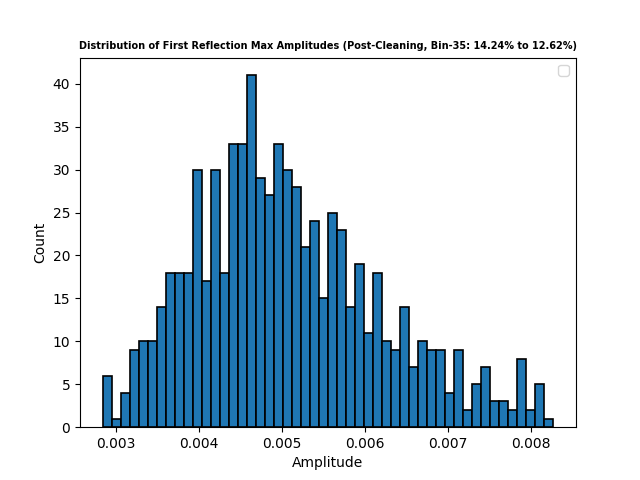 Distribution of First Reflection Max Amplitudes (Post-Cleaning, Bin-35: 14.24% to 12.62%)
40
35
30
25
20
15
10
5
0
Count
0.003 0.004 0.005 0.006 0.007 0.008
Amplitude